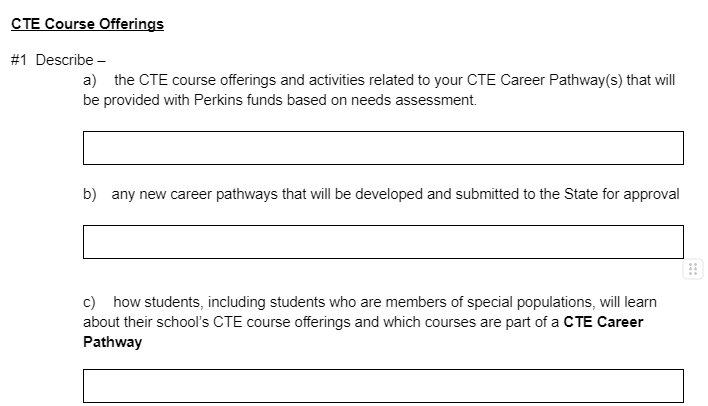 CTE Course Offerings
#1 Describe –
a) the CTE course offerings and activities related to your CTE Career Pathway(s) that will
be provided with Perkins funds based on needs assessment.
b) any new career pathways that will be developed and submitted to the State for approval
c) how students, including students who are members of special populations, will learn
about their school's CTE course offerings and which courses are part of a CTE Career
Pathway